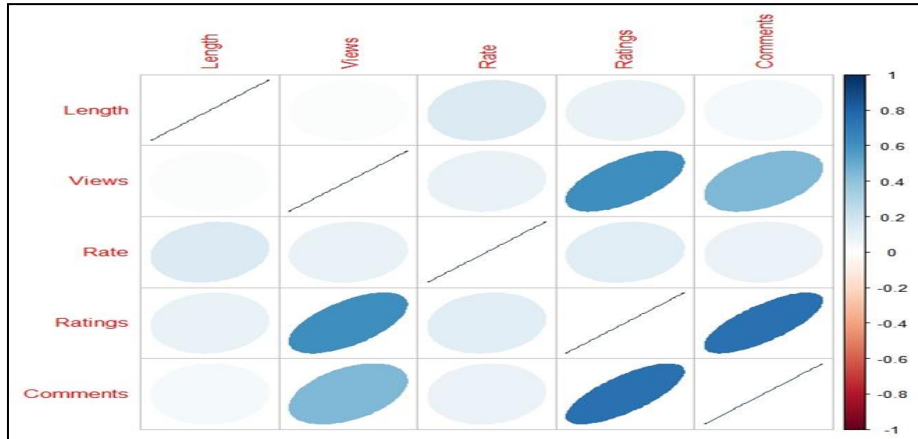 Length
Views
Rate
Ratings
Comments
Length
Views
Rate
Ratings
Comments
1
0.8
0.6
0.4
0.2
0
-0.2
-0.4
-0.6
-0.8
-1